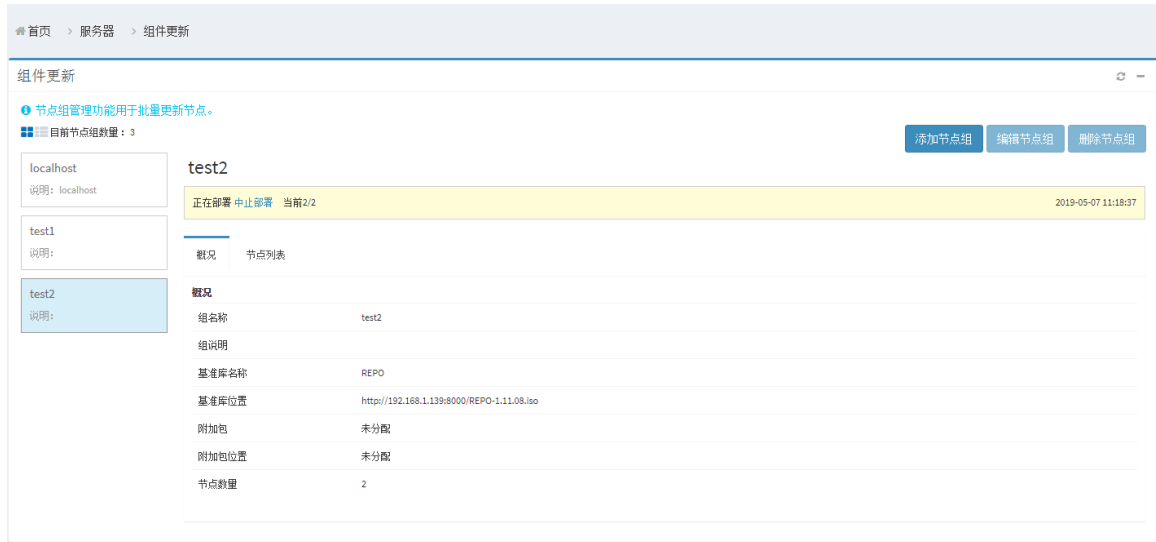 首页 > 服务器 > 组件更新
组件更新
节点组管理功能用于批量更新节点。
目前节点组数量：3
添加节点组 编辑节点组 删除节点组
localhost
说明：localhost
test1
说明：
test2
说明：
test2
正在部署 中止部署 当前2/2 2019-05-07 11:18:37
概况 节点列表
概况
组名称 test2
组说明
基准库名称 REPO
基准库位置 http://192.168.1.139:8000/REPO-1.11.08.iso
附加包 未分配
附加包位置 未分配
节点数量 2